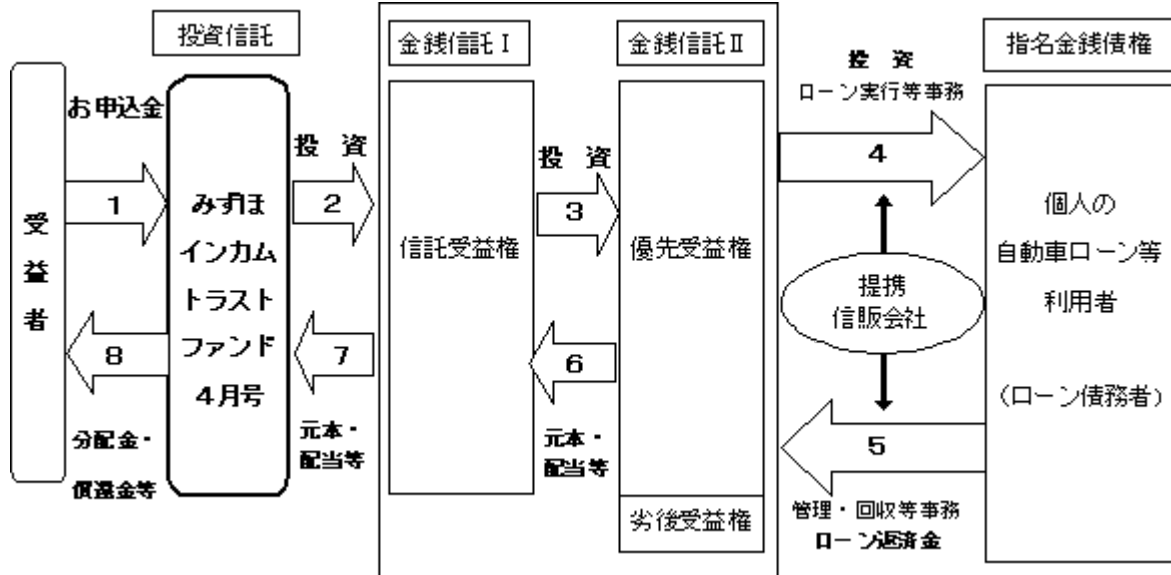 投資信託
金銭信託Ⅰ
金銭信託Ⅱ
指名金銭債権
受益者
お申込金
1
みずほ
インカム
トラスト
ファンド
4月号
8
分配金・
償還金等
投 資
2
7
元本・
配当等
信託受益権
投 資
3
6
元本・
配当等
優先受益権
劣後受益権
投 資
ローン実行等事務
4
提携
信販会社
5
管理・回収等事務
ローン返済金
個人の
自動車ローン等
利用者
(ローン債務者)